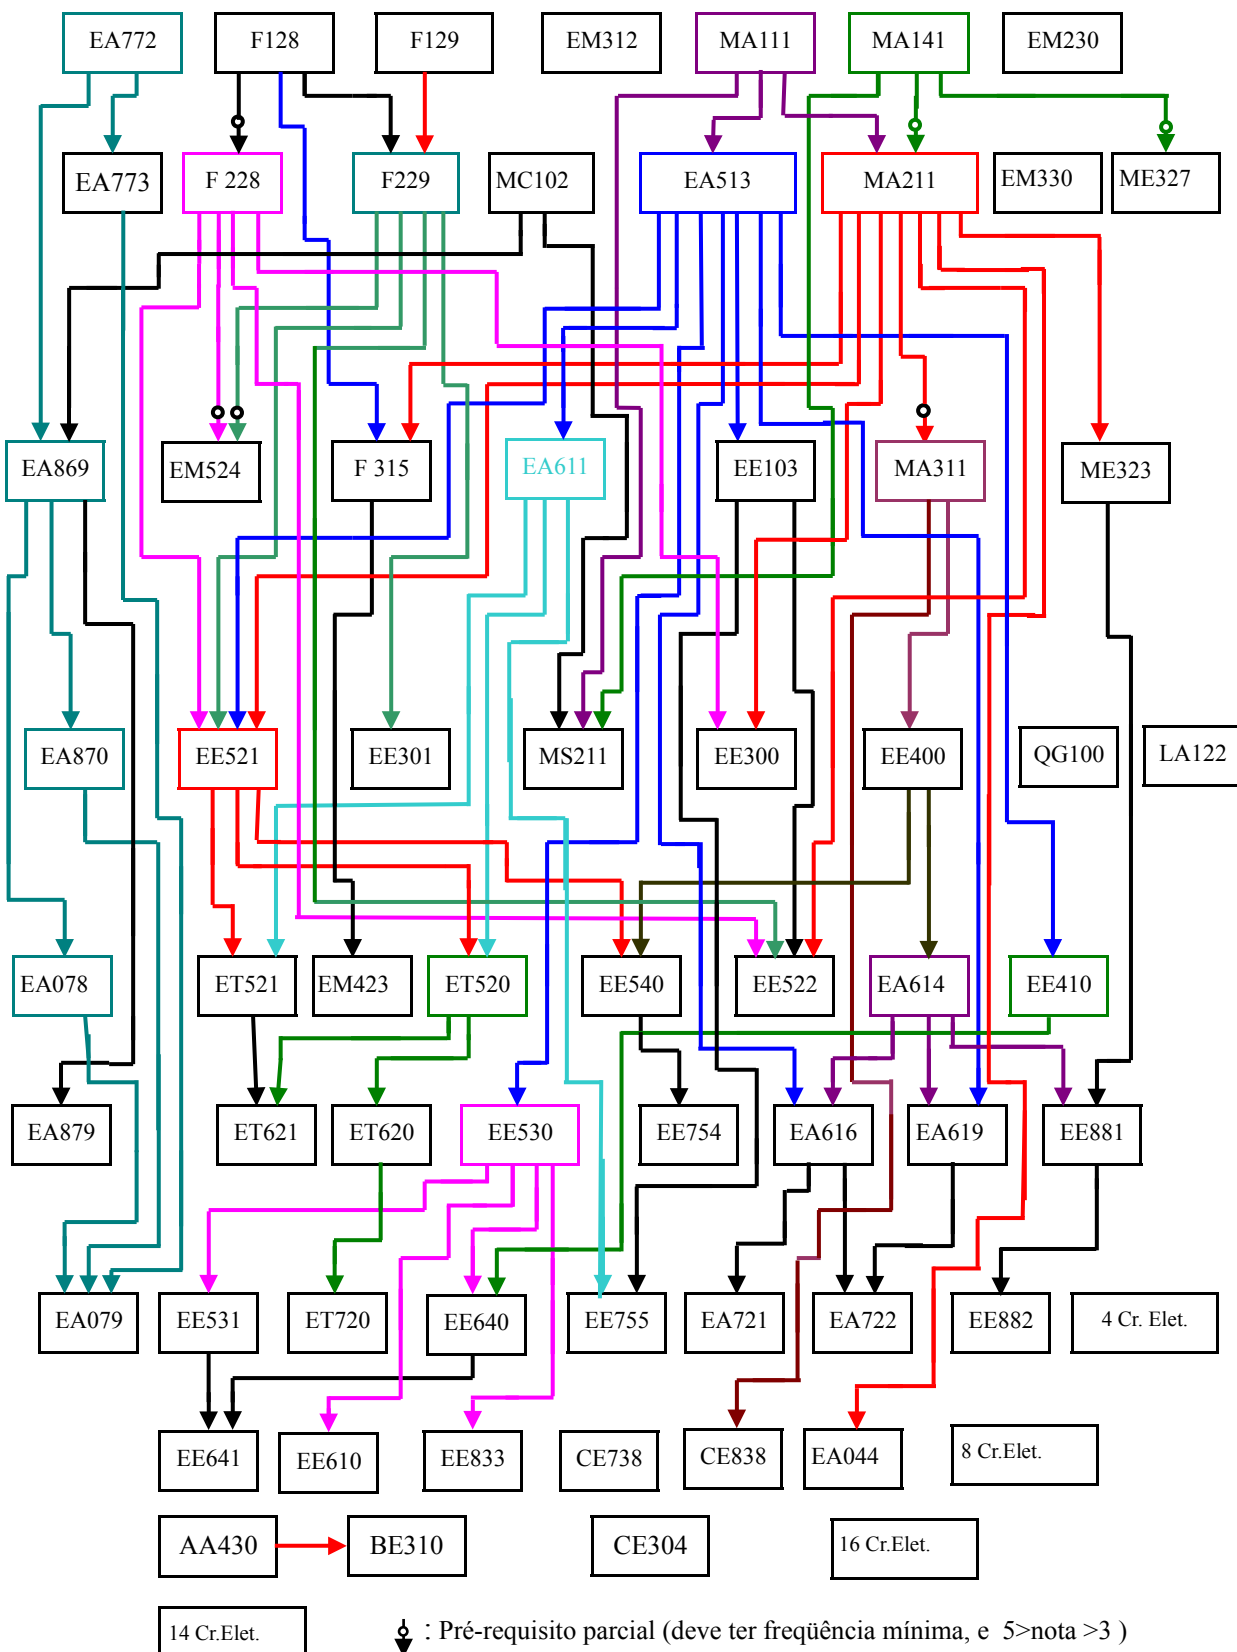 EA772 F128 F129 EM312 MA111 MA141 EM230
EA773 F 228 F229 MC102 EA513 MA211 EM330 ME327
EA869 EM524 F 315 EA611 EE103 MA311 ME323
EA870 EE521 EE301 MS211 EE300 EE400 QG100 LA122
EA078 ET521 EM423 ET520 EE540 EE522 EA614 EE410
EA879 ET621 ET620 EE530 EE754 EA616 EA619 EE881
EA079 EE531 ET720 EE640 EE755 EA721 EA722 EE882 4 Cr. Elet.
EE641 EE610 EE833 CE738 CE838 EA044 8 Cr.Elet.
AA430 BE310 CE304 16 Cr.Elet.
14 Cr.Elet. : Pré-requisito parcial (deve ter freqüência mínima, e 5>nota >3 )